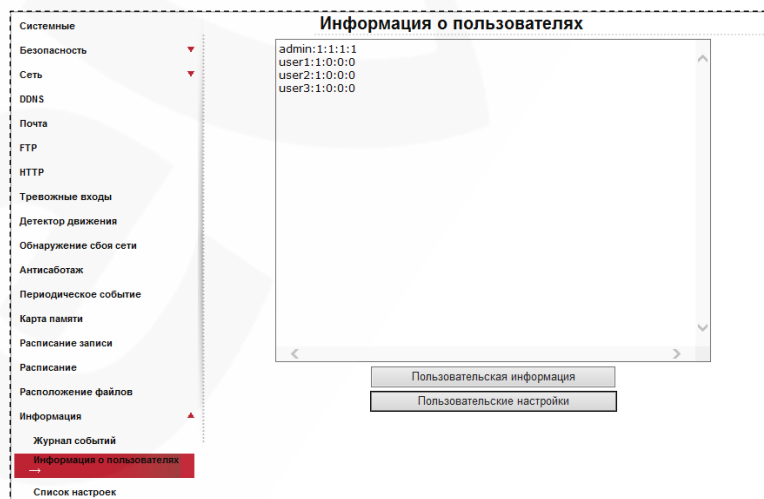 Информация о пользователях
Системные
Безопасность
Сеть
DDNS
Почта
FTP
HTTP
Тревожные входы
Детектор движения
Обнаружение сбоя сети
Антисаботаж
Периодическое событие
Карта памяти
Расписание записи
Расписание
Расположение файлов
Информация
Журнал событий
Информация о пользователях
→
Список настроек
admin:1:1:1:1
user1:1:0:0:0
user2:1:0:0:0
user3:1:0:0:0
Пользовательская информация
Пользовательские настройки